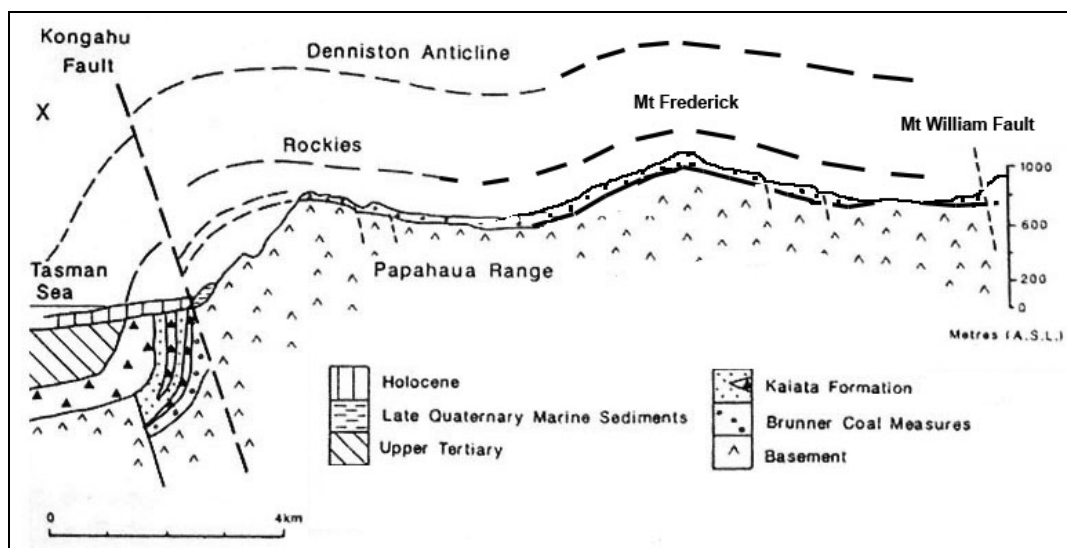 Kongahu
Fault
Denniston Anticline
X
Mt Frederick
Mt William Fault
Rockies
1000
600
200
0
Metres (A.S.L.)
Tasman
Sea
Papahaua Range
Holocene
Late Quaternary Marine Sediments
Upper Tertiary
Kaiata Formation
Brunner Coal Measures
Basement
0
4km